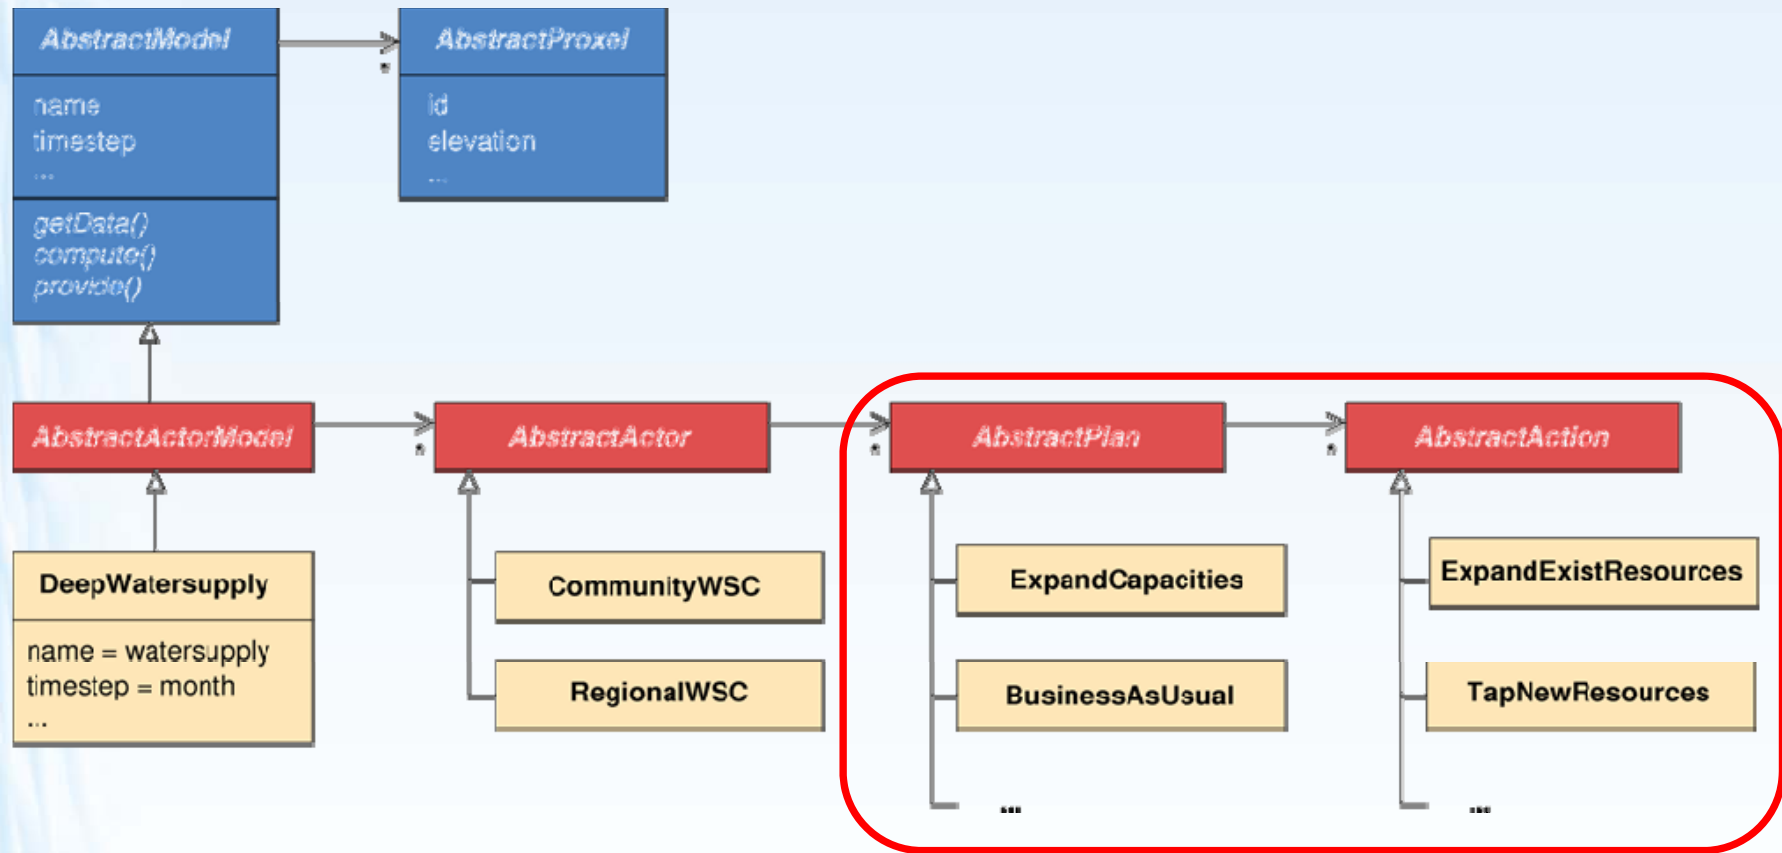 AbstractModel
name
timestep
...
getData()
compute()
provide()
*
AbstractProxel
id
elevation
...
AbstractActorModel
*
AbstractActor
*
AbstractPlan
*
AbstractAction
DeepWatersupply
name = watersupply
timestep = month
...
CommunityWSC
RegionalWSC
ExpandCapacities
BusinessAsUsual
...
ExpandExistResources
TapNewResources
...